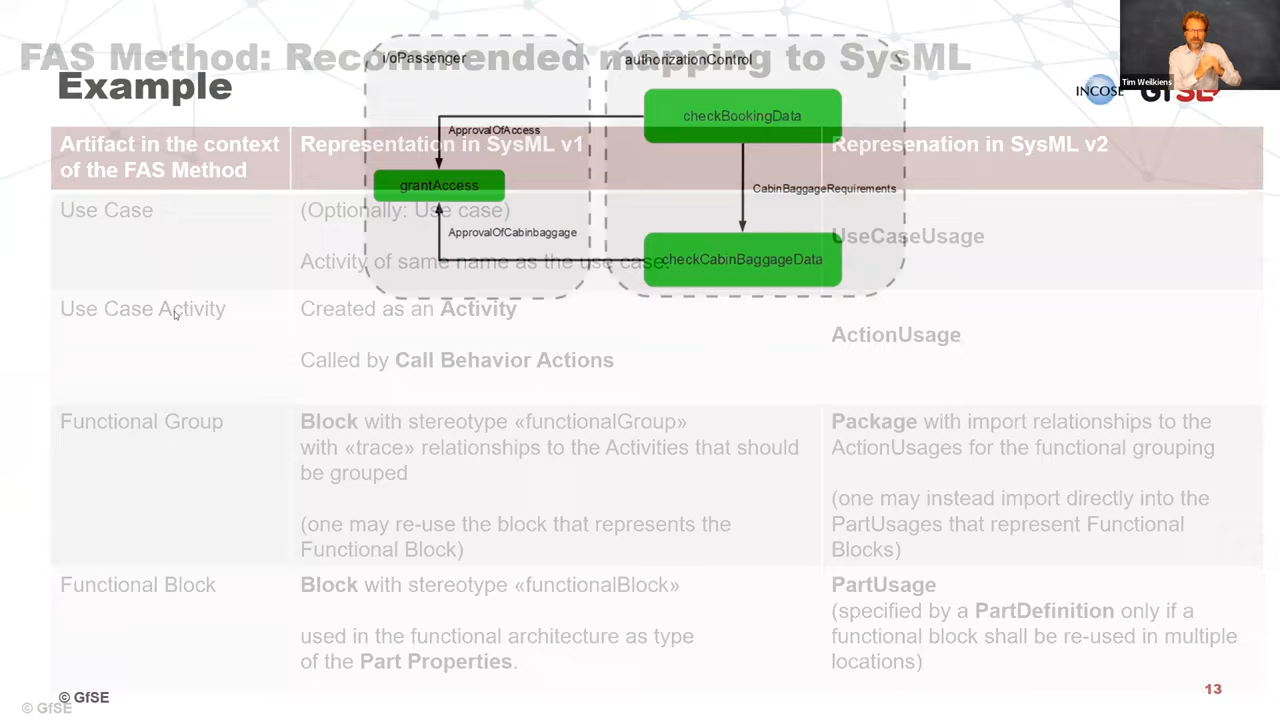 FAS Method: Recommended mapping to SysML
Example
i/oPassenger
authorizationControl
checkBookingData
ApprovalOfAccess
grantAccess
CabinBaggageRequirements
ApprovalOfCabinbaggage
checkCabinBaggageData
Tim Weilkiens
INCOSE GfSE
Artifact in the context
of the FAS Method
Representation in SysML v1
Represenation in SysML v2
Use Case
(Optionally: Use case)
Activity of same name as the use case.
UseCaseUsage
Use Case Activity
Created as an Activity
Called by Call Behavior Actions
ActionUsage
Functional Group
Block with stereotype «functionalGroup»
with «trace» relationships to the Activities that should
be grouped
(one may re-use the block that represents the
Functional Block)
Package with import relationships to the
ActionUsages for the functional grouping
(one may instead import directly into the
PartUsages that represent Functional
Blocks)
Functional Block
Block with stereotype «functionalBlock»
used in the functional architecture as type
of the Part Properties.
PartUsage
(specified by a PartDefinition only if a
functional block shall be re-used in multiple
locations)
© GfSE
© GfSE
13